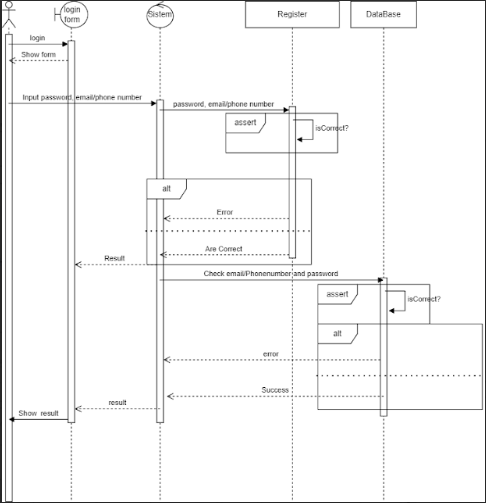 login
form
Sistem
Register
DataBase
login
Show form
Input password, email/phone number
password, email/phone number
assert
isCorrect?
alt
Error
Are Correct
Result
Check email/Phonenumber and password
assert
isCorrect?
alt
error
Success
result
Show result